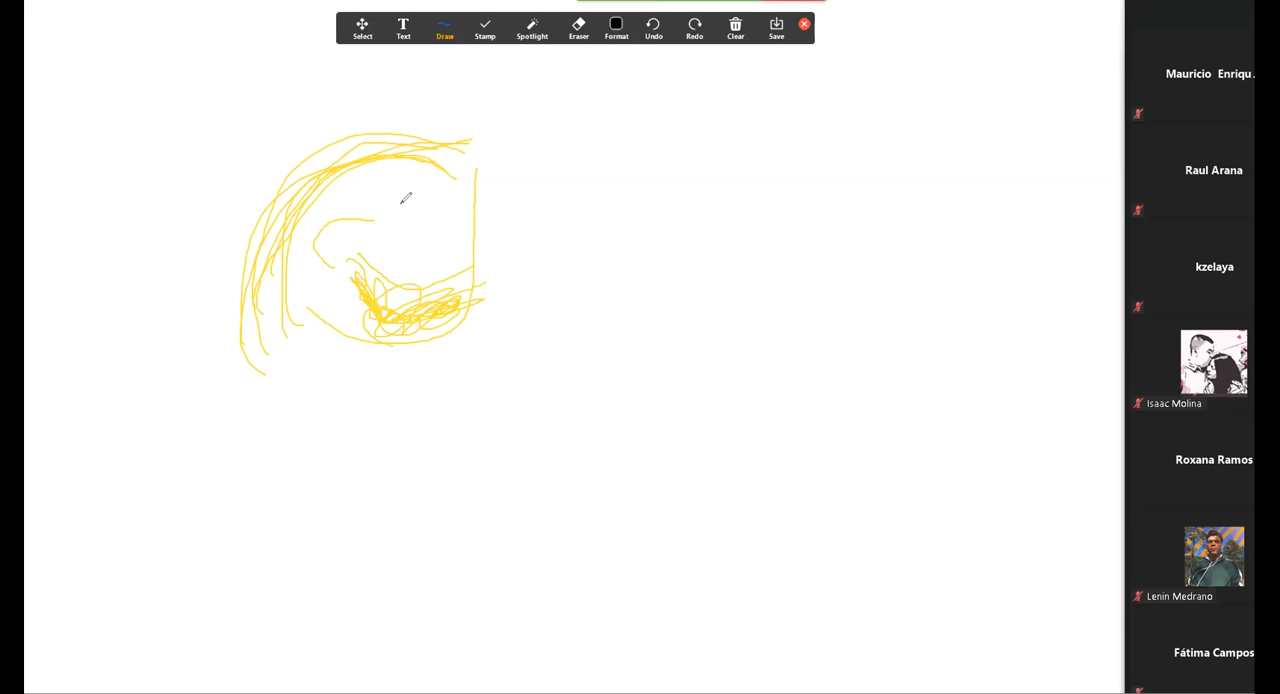 Select Text Draw Stamp Spotlight Eraser Format Undo Redo Clear Save
Mauricio Enriqu.
Raul Arana
kzelaya
Isaac Molina
Roxana Ramos
Lenin Medrano
Fátima Campos